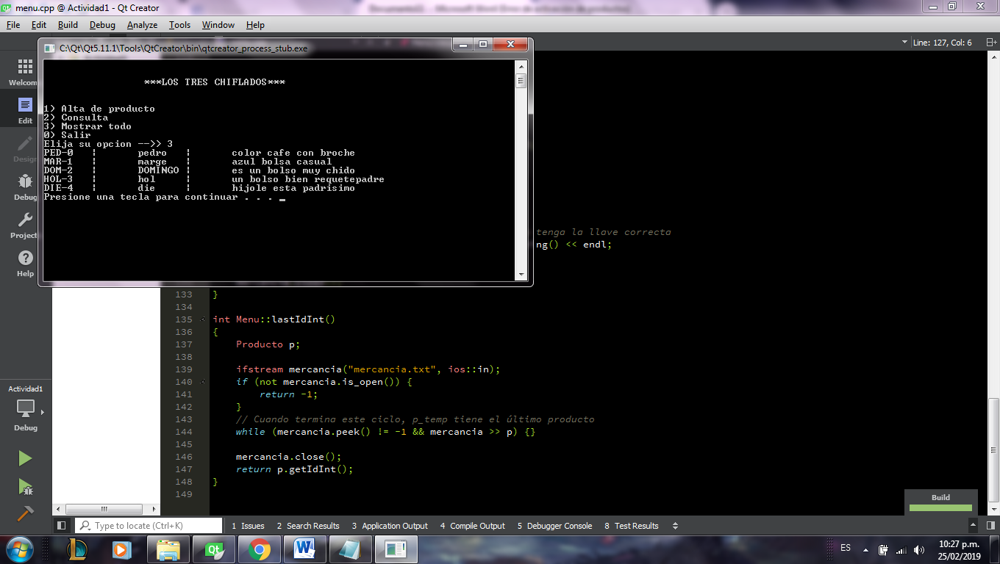 menu.cpp @ Actividad1 - Qt Creator
File Edit Build Debug Analyze Tools Window Help
C:\Qt\Qt5.11.1\Tools\QtCreator\bin\qtcreator_process_stub.exe
Line: 127, Col: 6
***LOS TRES CHIFLADOS***
1) Alta de producto
2) Consulta
3) Mostrar todo
0) Salir
Elija su opcion -->> 3
PED-0 ¦ pedro ¦ color cafe con broche
MAR-1 ¦ marge ¦ azul bolsa casual
DOM-2 ¦ DOMINGO ¦ es un bolso muy chido
HOL-3 ¦ hol ¦ un bolso bien requetepadre
DIE-4 ¦ die ¦ hijole esta padrisimo
Presione una tecla para continuar . . .
Welcom
Edit
Design
Debug
Project
Help
tenga la llave correcta
ng() << endl;
133 }
134
135 int Menu::lastIdInt()
136 {
137 Producto p;
138
139 ifstream mercancia("mercancia.txt", ios::in);
140 if (not mercancia.is_open()) {
141 return -1;
142 }
143 // Cuando termina este ciclo, p_temp tiene el último producto
144 while (mercancia.peek() != -1 && mercancia >> p) {}
145
146 mercancia.close();
147 return p.getIdInt();
148 }
149
Actividad1
Debug
Build
Type to locate (Ctrl+K)
1 Issues 2 Search Results 3 Application Output 4 Compile Output 5 Debugger Console 8 Test Results
ES
10:27 p.m.
25/02/2019